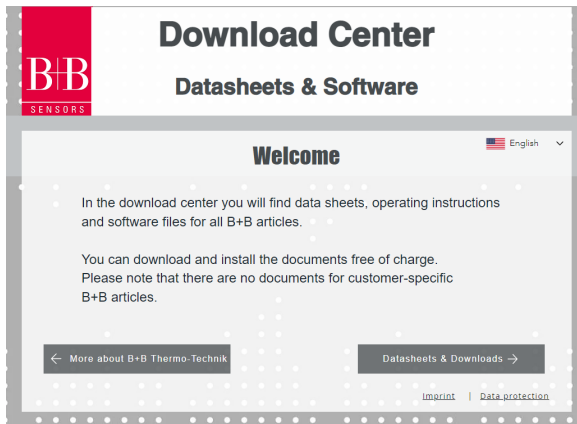 Download Center
B+B
SENSORS
Datasheets & Software
English
Welcome
In the download center you will find data sheets, operating instructions
and software files for all B+B articles.
You can download and install the documents free of charge.
Please note that there are no documents for customer-specific
B+B articles.
← More about B+B Thermo-Technik
Datasheets & Downloads →
Imprint | Data protection